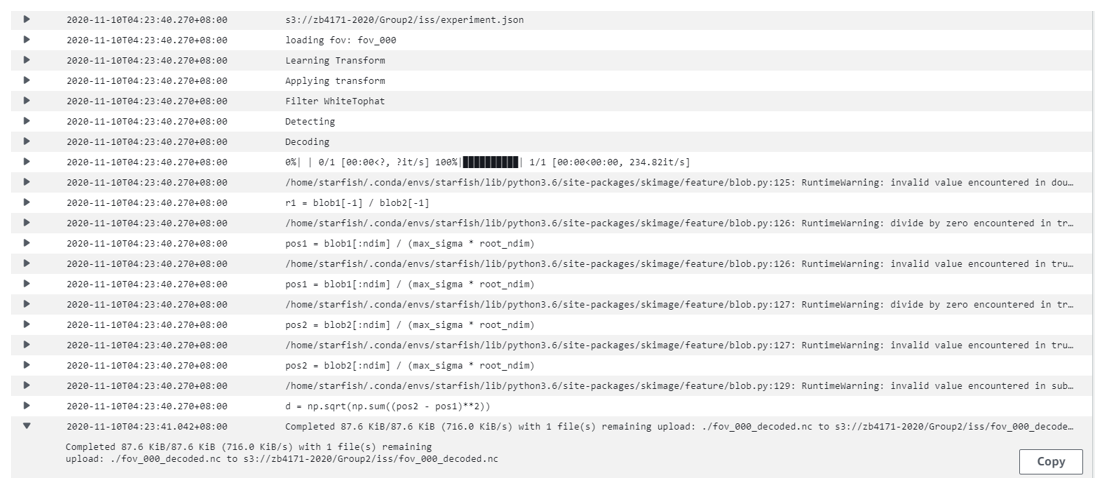 2020-11-10T04:23:40.270+08:00 s3://zb4171-2020/Group2/iss/experiment.json
2020-11-10T04:23:40.270+08:00 loading fov: fov_000
2020-11-10T04:23:40.270+08:00 Learning Transform
2020-11-10T04:23:40.270+08:00 Applying transform
2020-11-10T04:23:40.270+08:00 Filter WhiteTophat
2020-11-10T04:23:40.270+08:00 Detecting
2020-11-10T04:23:40.270+08:00 Decoding
2020-11-10T04:23:40.270+08:00 0%| | 0/1 [00:00<?, ?it/s] 100%|██████████| 1/1 [00:00<00:00, 234.82it/s]
2020-11-10T04:23:40.270+08:00 /home/starfish/.conda/envs/starfish/lib/python3.6/site-packages/skimage/feature/blob.py:125: RuntimeWarning: invalid value encountered in dou…
2020-11-10T04:23:40.270+08:00 r1 = blob1[-1] / blob2[-1]
2020-11-10T04:23:40.270+08:00 /home/starfish/.conda/envs/starfish/lib/python3.6/site-packages/skimage/feature/blob.py:126: RuntimeWarning: divide by zero encountered in tr…
2020-11-10T04:23:40.270+08:00 pos1 = blob1[:ndim] / (max_sigma * root_ndim)
2020-11-10T04:23:40.270+08:00 /home/starfish/.conda/envs/starfish/lib/python3.6/site-packages/skimage/feature/blob.py:126: RuntimeWarning: invalid value encountered in tru…
2020-11-10T04:23:40.270+08:00 pos1 = blob1[:ndim] / (max_sigma * root_ndim)
2020-11-10T04:23:40.270+08:00 /home/starfish/.conda/envs/starfish/lib/python3.6/site-packages/skimage/feature/blob.py:127: RuntimeWarning: divide by zero encountered in tr…
2020-11-10T04:23:40.270+08:00 pos2 = blob2[:ndim] / (max_sigma * root_ndim)
2020-11-10T04:23:40.270+08:00 /home/starfish/.conda/envs/starfish/lib/python3.6/site-packages/skimage/feature/blob.py:127: RuntimeWarning: invalid value encountered in tru…
2020-11-10T04:23:40.270+08:00 pos2 = blob2[:ndim] / (max_sigma * root_ndim)
2020-11-10T04:23:40.270+08:00 /home/starfish/.conda/envs/starfish/lib/python3.6/site-packages/skimage/feature/blob.py:129: RuntimeWarning: invalid value encountered in sub…
2020-11-10T04:23:40.270+08:00 d = np.sqrt(np.sum((pos2 - pos1)**2))
2020-11-10T04:23:41.042+08:00 Completed 87.6 KiB/87.6 KiB (716.0 KiB/s) with 1 file(s) remaining upload: ./fov_000_decoded.nc to s3://zb4171-2020/Group2/iss/fov_000_decode…
Completed 87.6 KiB/87.6 KiB (716.0 KiB/s) with 1 file(s) remaining
upload: ./fov_000_decoded.nc to s3://zb4171-2020/Group2/iss/fov_000_decoded.nc
Copy